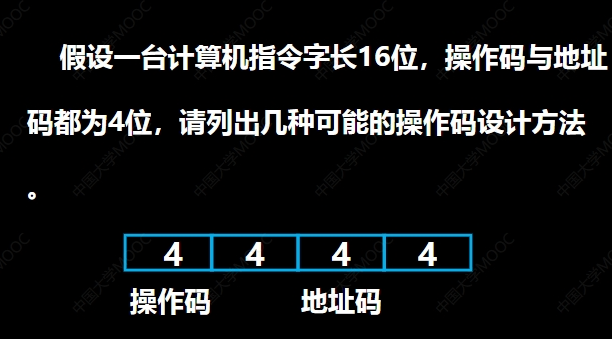 假设一台计算机指令字长16位，操作码与地址
码都为4位，请列出几种可能的操作码设计方法
。
4 4 4 4
操作码 地址码
中国大学MOOC